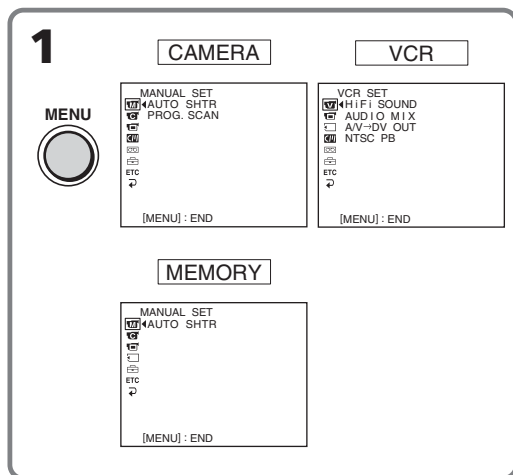 1
MENU
CAMERA
MANUAL SET
AUTO SHTR
PROG. SCAN
ETC
[MENU] : END
VCR
VCR SET
HiFi SOUND
AUDIO MIX
A/V→DV OUT
NTSC PB
ETC
[MENU] : END
MEMORY
MANUAL SET
AUTO SHTR
ETC
[MENU] : END